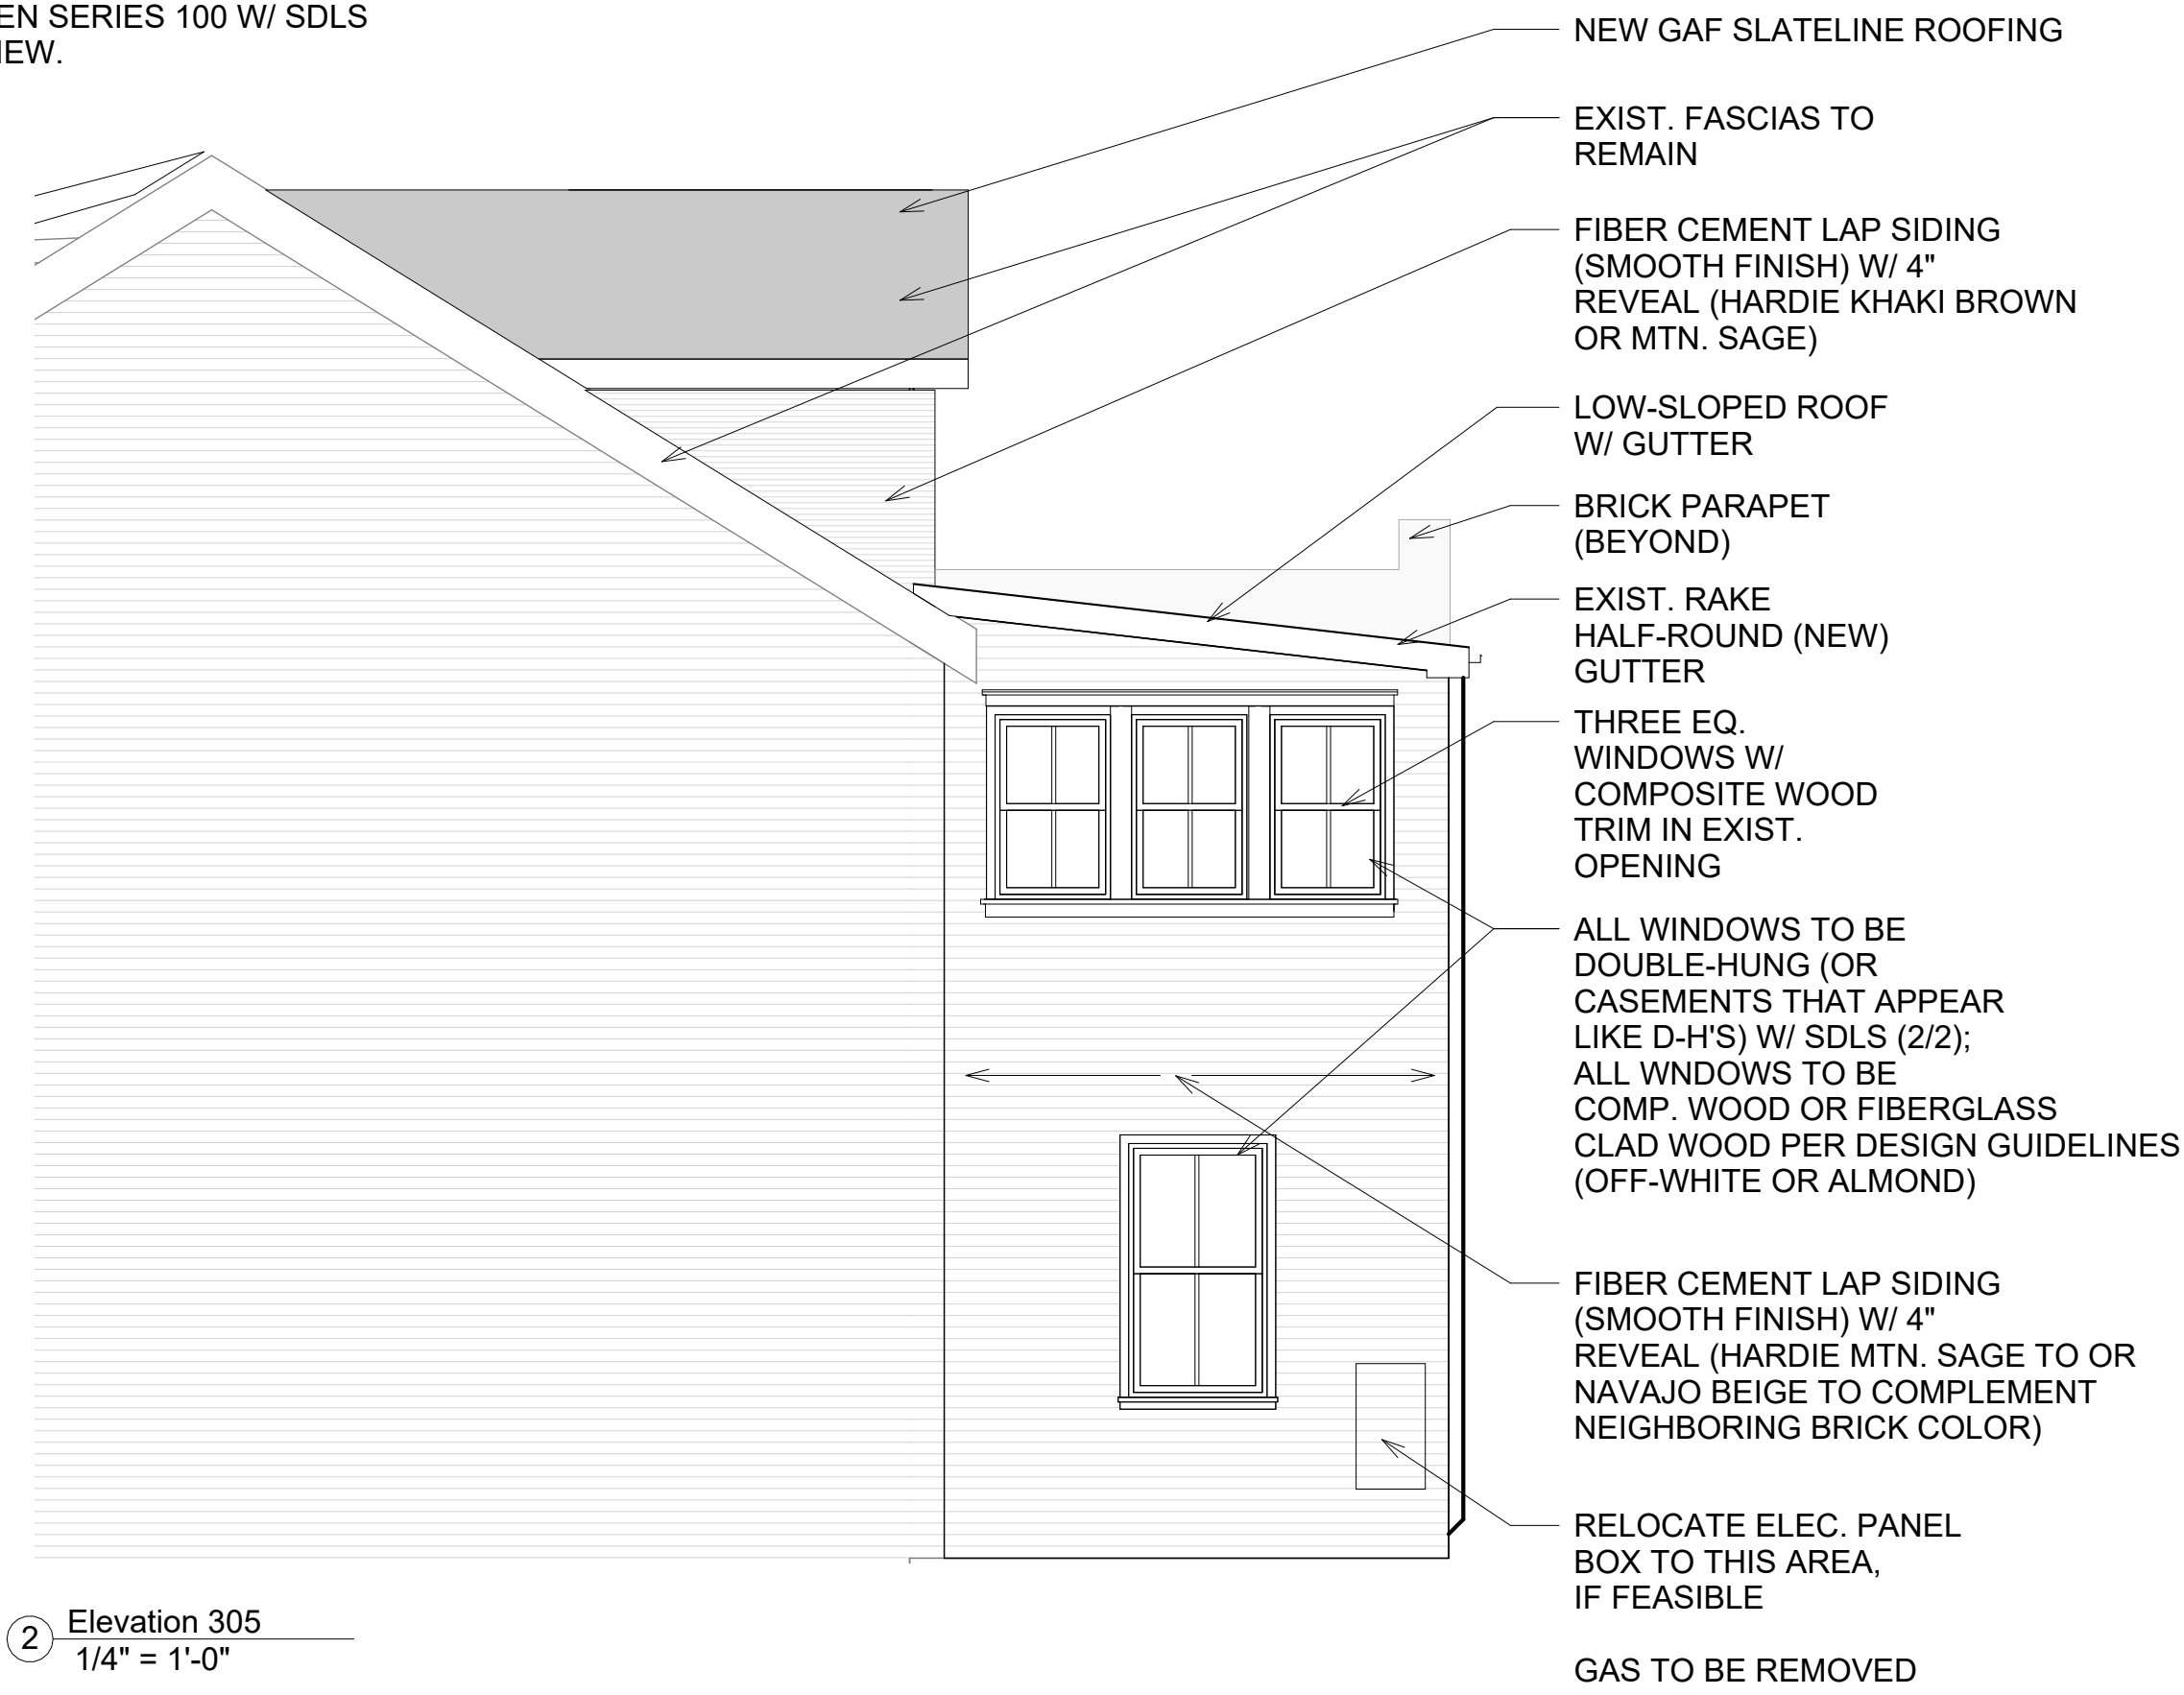 EN SERIES 100 W/ SDLS
IEW.
NEW GAF SLATELINE ROOFING
EXIST. FASCIAS TO
REMAIN
FIBER CEMENT LAP SIDING
(SMOOTH FINISH) W/ 4"
REVEAL (HARDIE KHAKI BROWN
OR MTN. SAGE)
LOW-SLOPED ROOF
W/ GUTTER
BRICK PARAPET
(BEYOND)
EXIST. RAKE
HALF-ROUND (NEW)
GUTTER
THREE EQ.
WINDOWS W/
COMPOSITE WOOD
TRIM IN EXIST.
OPENING
ALL WINDOWS TO BE
DOUBLE-HUNG (OR
CASEMENTS THAT APPEAR
LIKE D-H'S) W/ SDLS (2/2);
ALL WNDOWS TO BE
COMP. WOOD OR FIBERGLASS
CLAD WOOD PER DESIGN GUIDELINES
(OFF-WHITE OR ALMOND)
FIBER CEMENT LAP SIDING
(SMOOTH FINISH) W/ 4"
REVEAL (HARDIE MTN. SAGE TO OR
NAVAJO BEIGE TO COMPLEMENT
NEIGHBORING BRICK COLOR)
RELOCATE ELEC. PANEL
BOX TO THIS AREA,
IF FEASIBLE
GAS TO BE REMOVED
2 Elevation 305
1/4" = 1'-0"